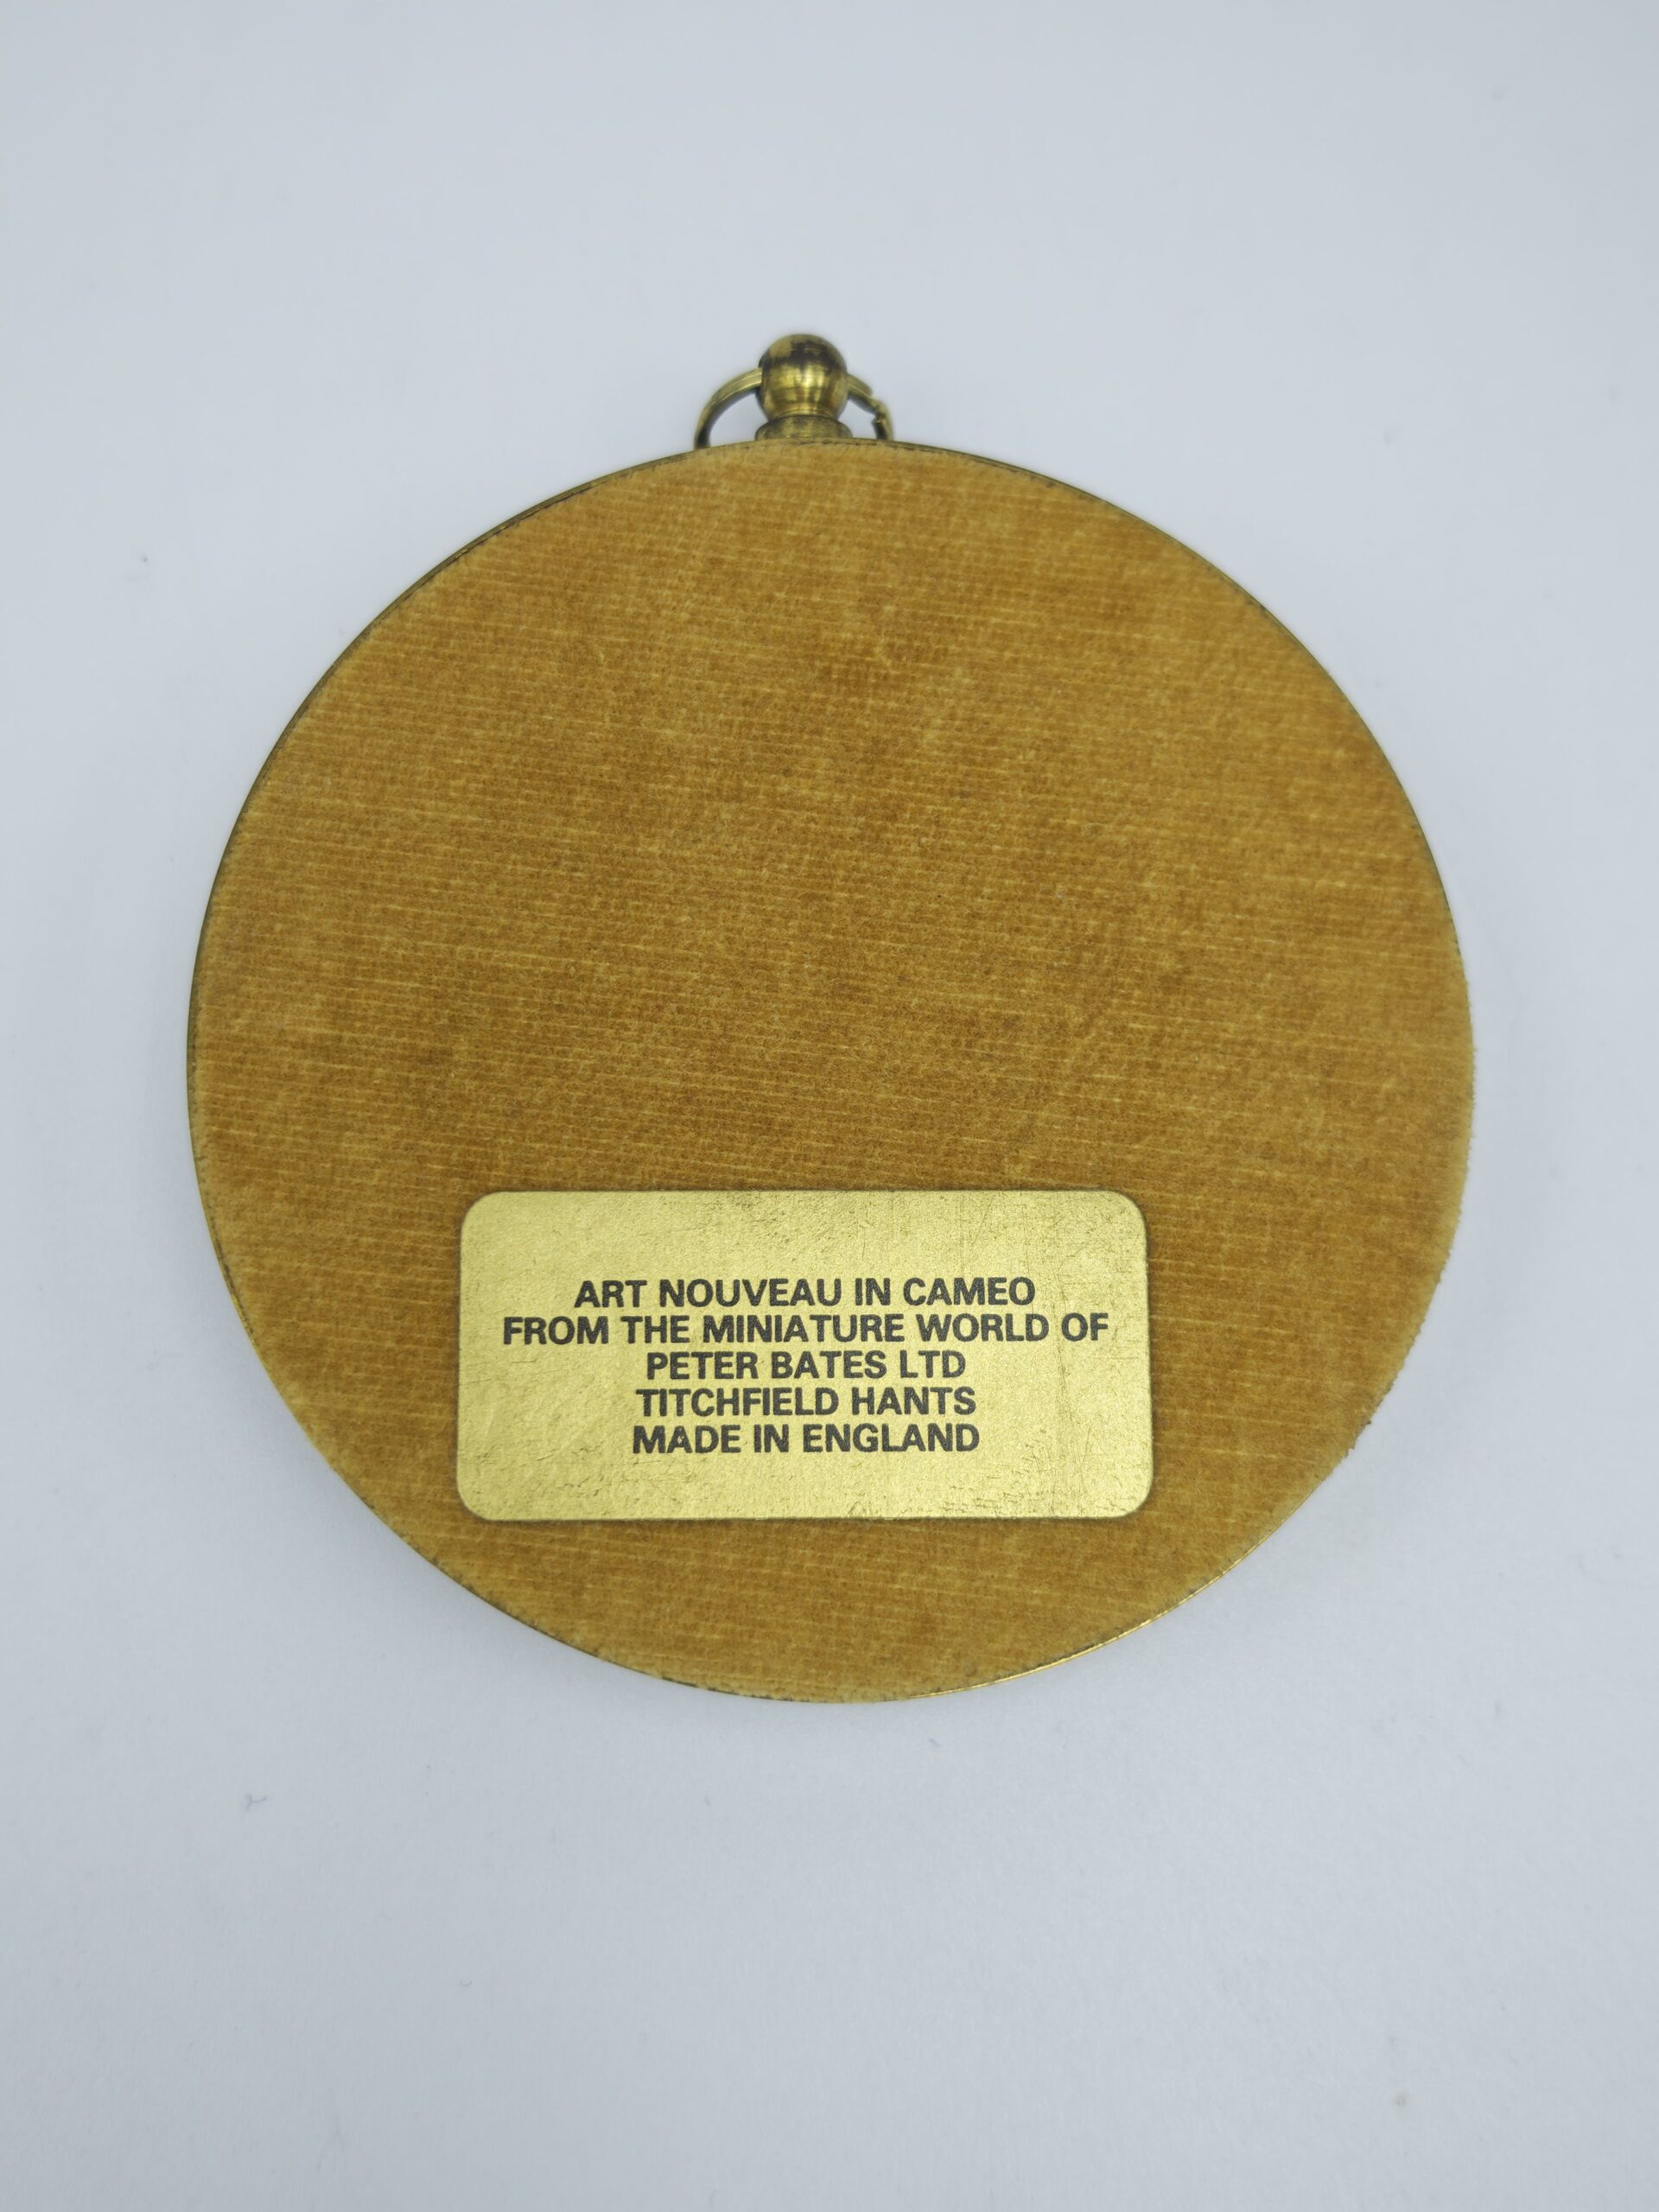 ART NOUVEAU IN CAMEO
FROM THE MINIATURE WORLD OF
PETER BATES LTD
TITCHFIELD HANTS
MADE IN ENGLAND